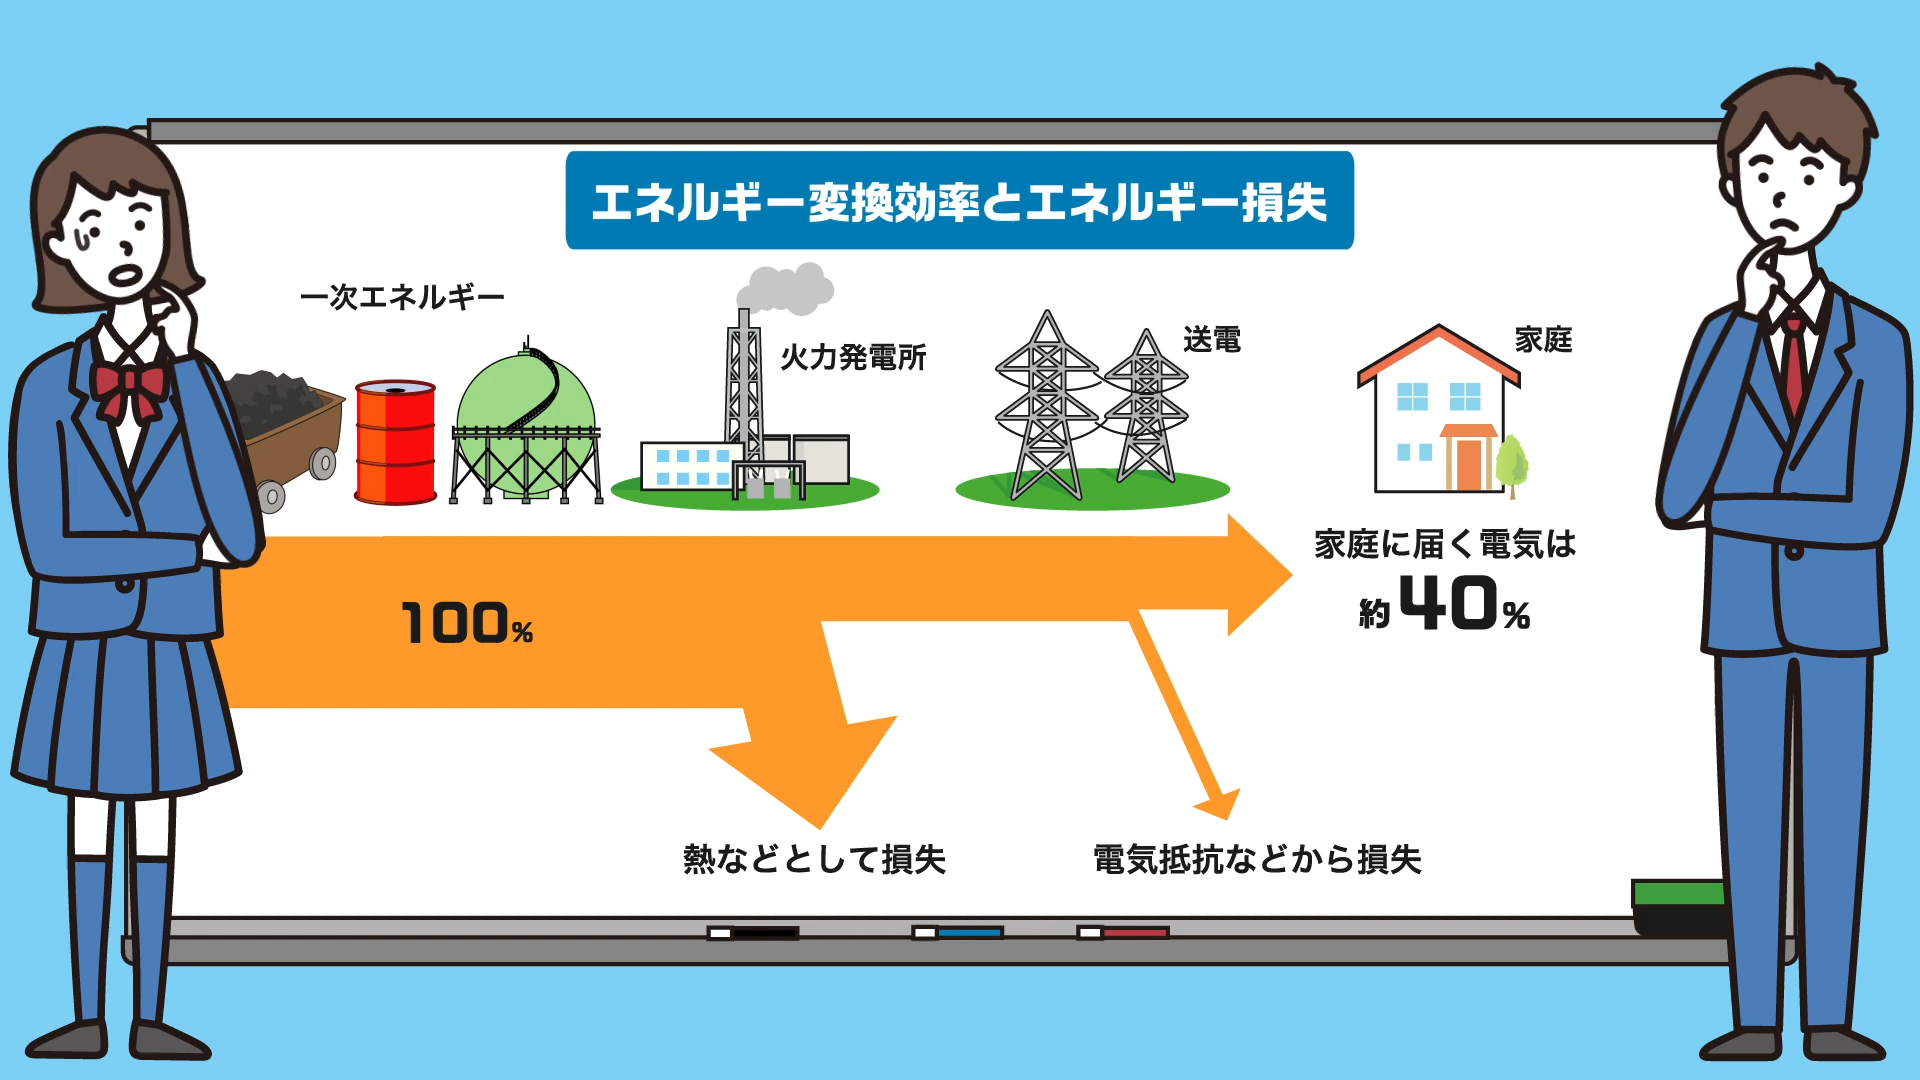 エネルギー変換効率とエネルギー損失
一次エネルギー
火力発電所
送電
家庭
100%
家庭に届く電気は
約40%
熱などとして損失
電気抵抗などから損失